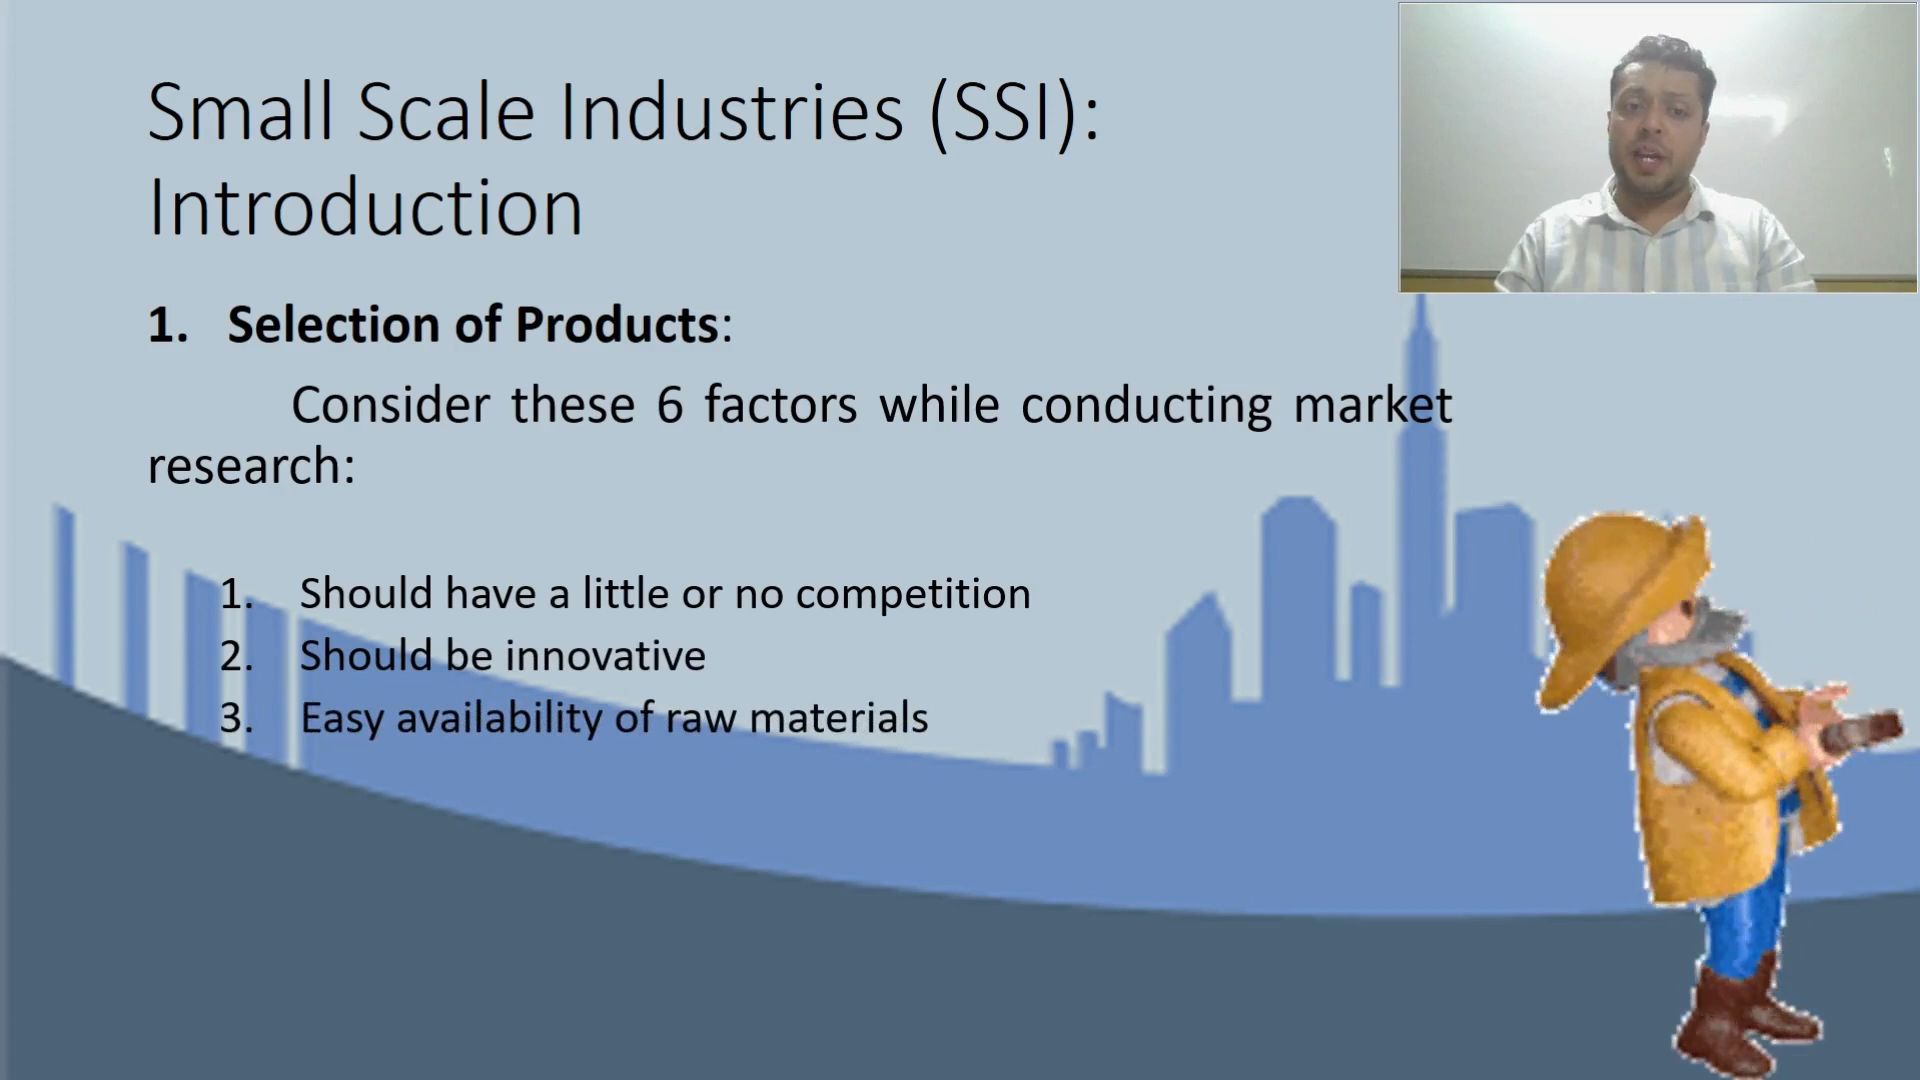 Small Scale Industries (SSI):
Introduction
1. Selection of Products:
Consider these 6 factors while conducting market
research:
1. Should have a little or no competition
2. Should be innovative
3. Easy availability of raw materials